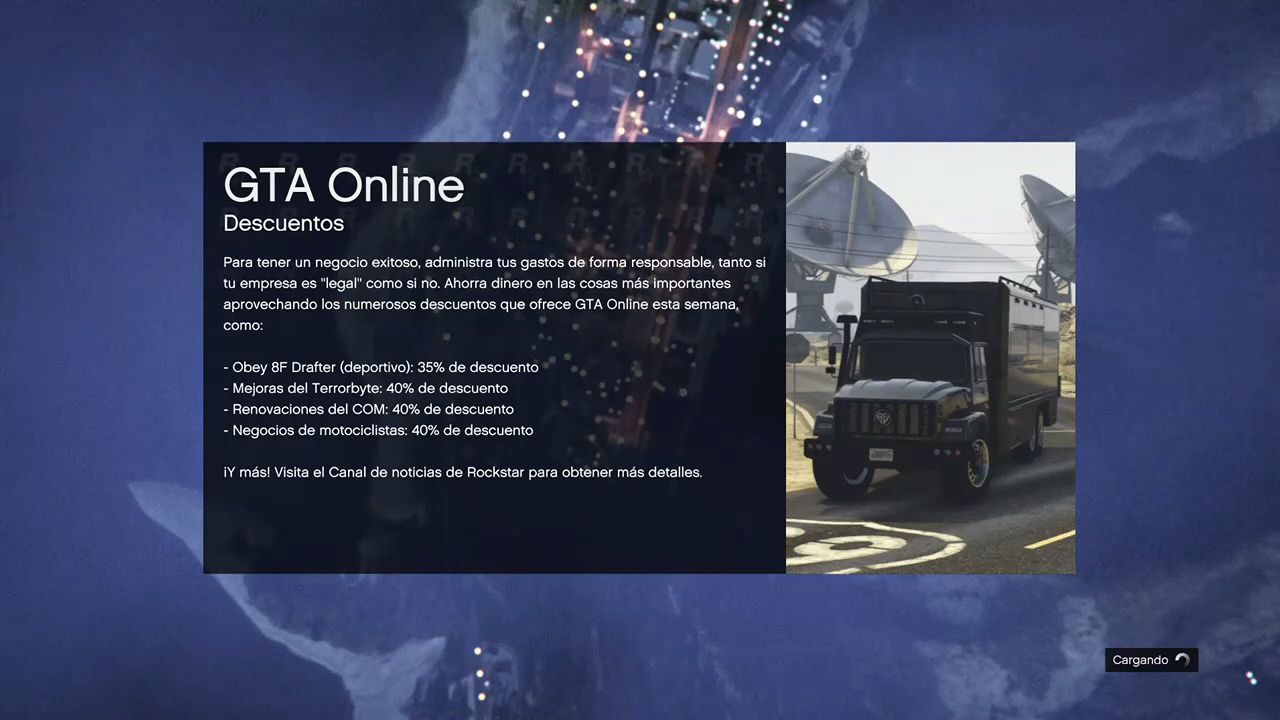 GTA Online
Descuentos
Para tener un negocio exitoso, administra tus gastos de forma responsable, tanto si
tu empresa es "legal" como si no. Ahorra dinero en las cosas más importantes
aprovechando los numerosos descuentos que ofrece GTA Online esta semana,
como:
- Obey 8F Drafter (deportivo): 35% de descuento
- Mejoras del Terrorbyte: 40% de descuento
- Renovaciones del COM: 40% de descuento
- Negocios de motociclistas: 40% de descuento
¡Y más! Visita el Canal de noticias de Rockstar para obtener más detalles.
Cargando